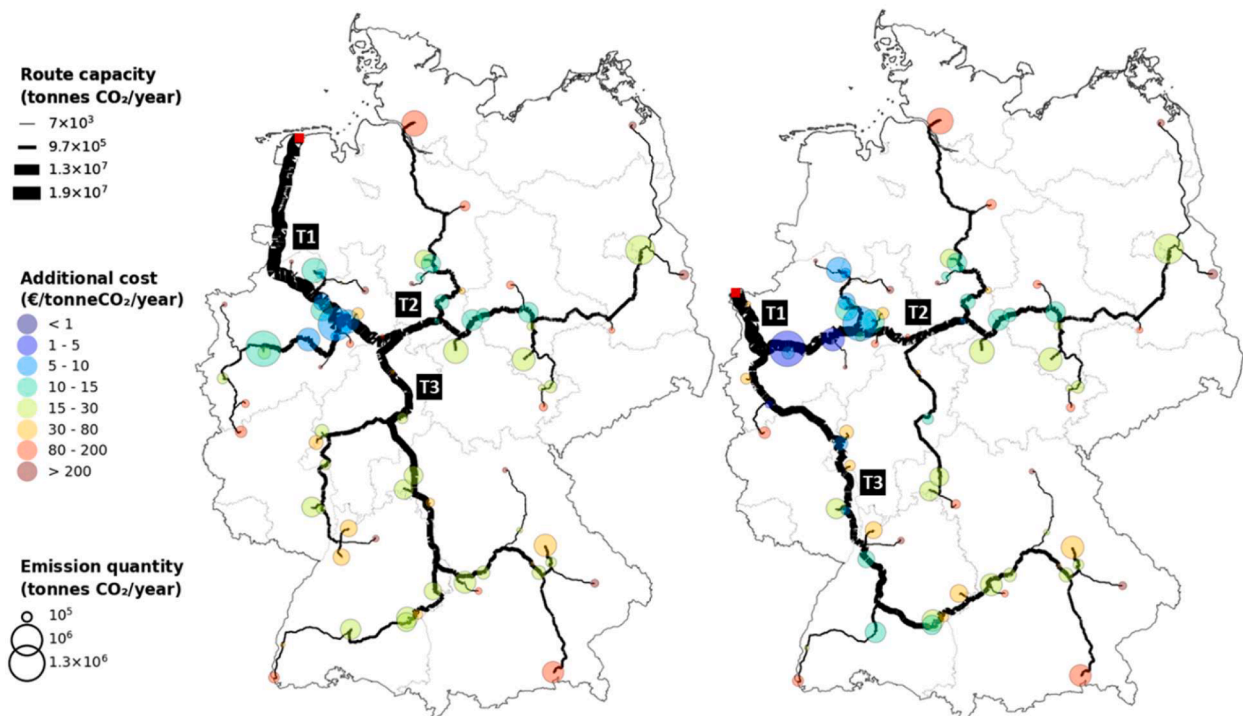 Route capacity
(tonnes CO₂/year)
7×10³
9.7×10⁵
1.3×10⁷
1.9×10⁷
Additional cost
(€/tonneCO₂/year)
< 1
1 - 5
5 - 10
10 - 15
15 - 30
30 - 80
80 - 200
> 200
Emission quantity
(tonnes CO₂/year)
10⁵
10⁶
1.3×10⁶
T1
T2
T3
T1
T2
T3